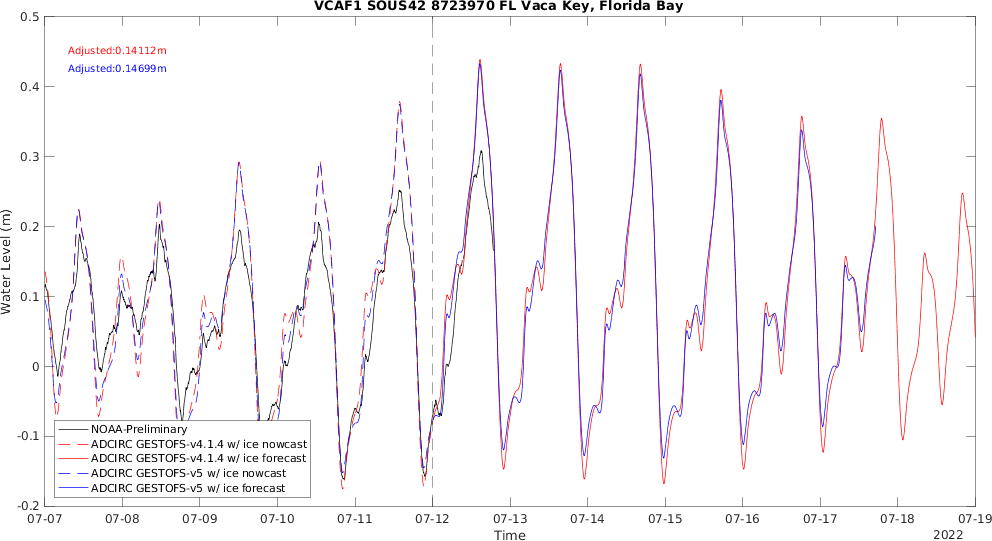 VCAF1 SOUS42 8723970 FL Vaca Key, Florida Bay
0.5
Adjusted:0.14112m
Adjusted:0.14699m
0.4
0.3
0.2
0.1
0
-0.1
-0.2
Water Level (m)
NOAA-Preliminary
ADCIRC GESTOFS-v4.1.4 w/ ice nowcast
ADCIRC GESTOFS-v4.1.4 w/ ice forecast
ADCIRC GESTOFS-v5 w/ ice nowcast
ADCIRC GESTOFS-v5 w/ ice forecast
07-07 07-08 07-09 07-10 07-11 07-12 07-13 07-14 07-15 07-16 07-17 07-18 07-19
Time
2022